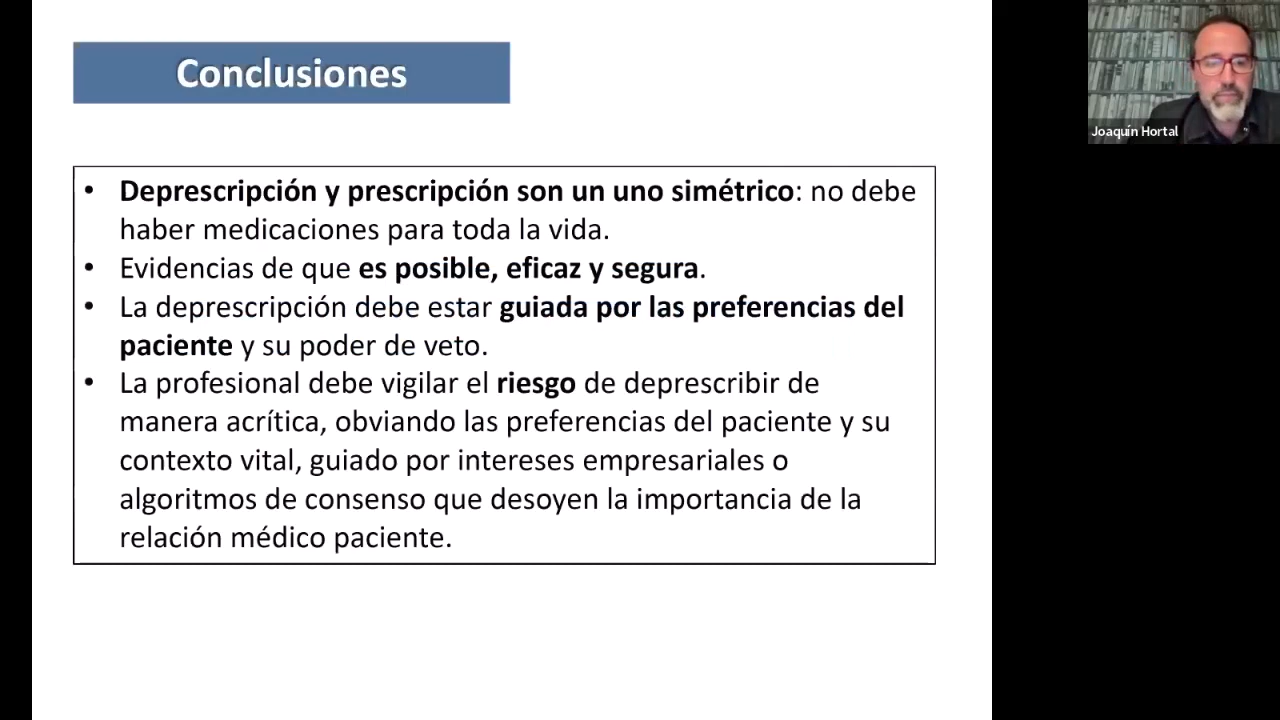 Conclusiones
Joaquín Hortal
• Deprescripción y prescripción son un uno simétrico: no debe
haber medicaciones para toda la vida.
• Evidencias de que es posible, eficaz y segura.
• La deprescripción debe estar guiada por las preferencias del
paciente y su poder de veto.
• La profesional debe vigilar el riesgo de deprescribir de
manera acrítica, obviando las preferencias del paciente y su
contexto vital, guiado por intereses empresariales o
algoritmos de consenso que desoyen la importancia de la
relación médico paciente.